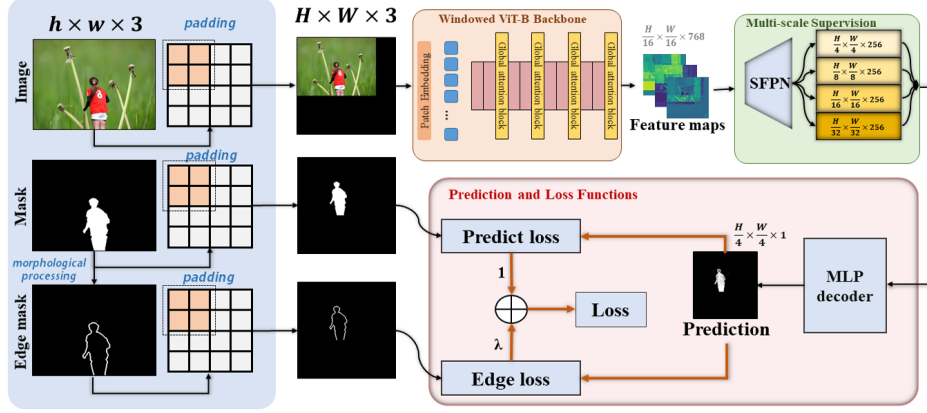 h × w × 3
padding
Image
8
H × W × 3
Windowed ViT-B Backbone
Patch Embedding
...
Global attention block
Global attention block
Global attention block
Global attention block
H/16 × W/16 × 768
Feature maps
Multi-scale Supervision
SFPN
H/4 × W/4 × 256
H/8 × W/8 × 256
H/16 × W/16 × 256
H/32 × W/32 × 256
padding
Mask
morphological
processing
padding
Edge mask
Prediction and Loss Functions
Predict loss
1
Loss
λ
Edge loss
H/4 × W/4 × 1
Prediction
MLP
decoder